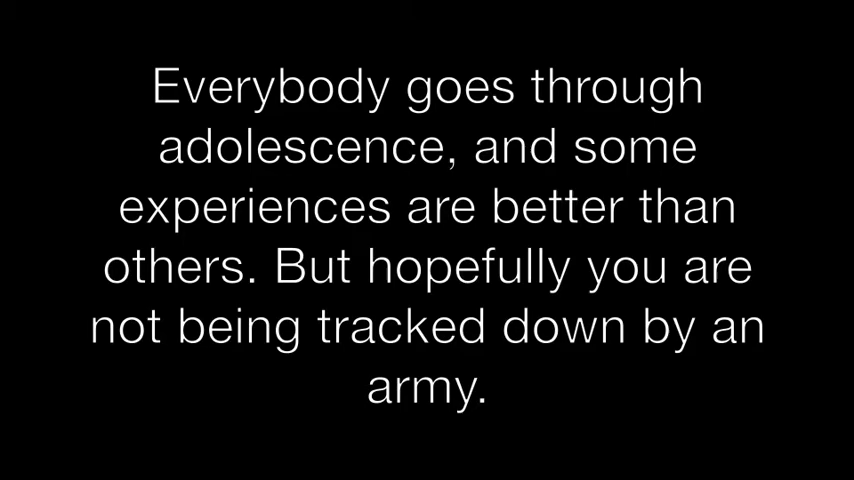 Everybody goes through
adolescence, and some
experiences are better than
others. But hopefully you are
not being tracked down by an
army.